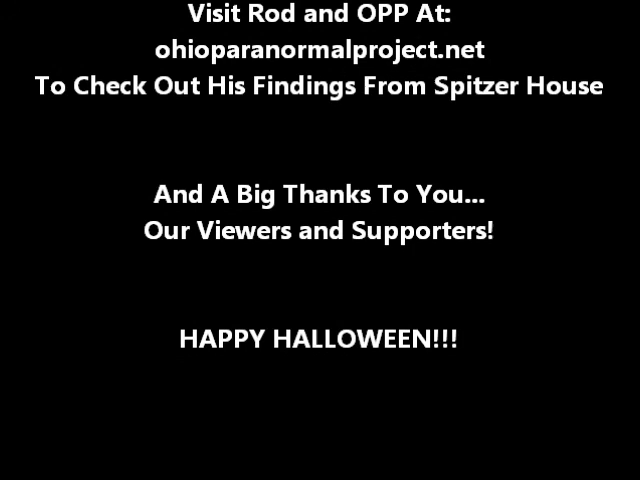 Visit Rod and OPP At:
ohioparanormalproject.net
To Check Out His Findings From Spitzer House
And A Big Thanks To You...
Our Viewers and Supporters!
HAPPY HALLOWEEN!!!